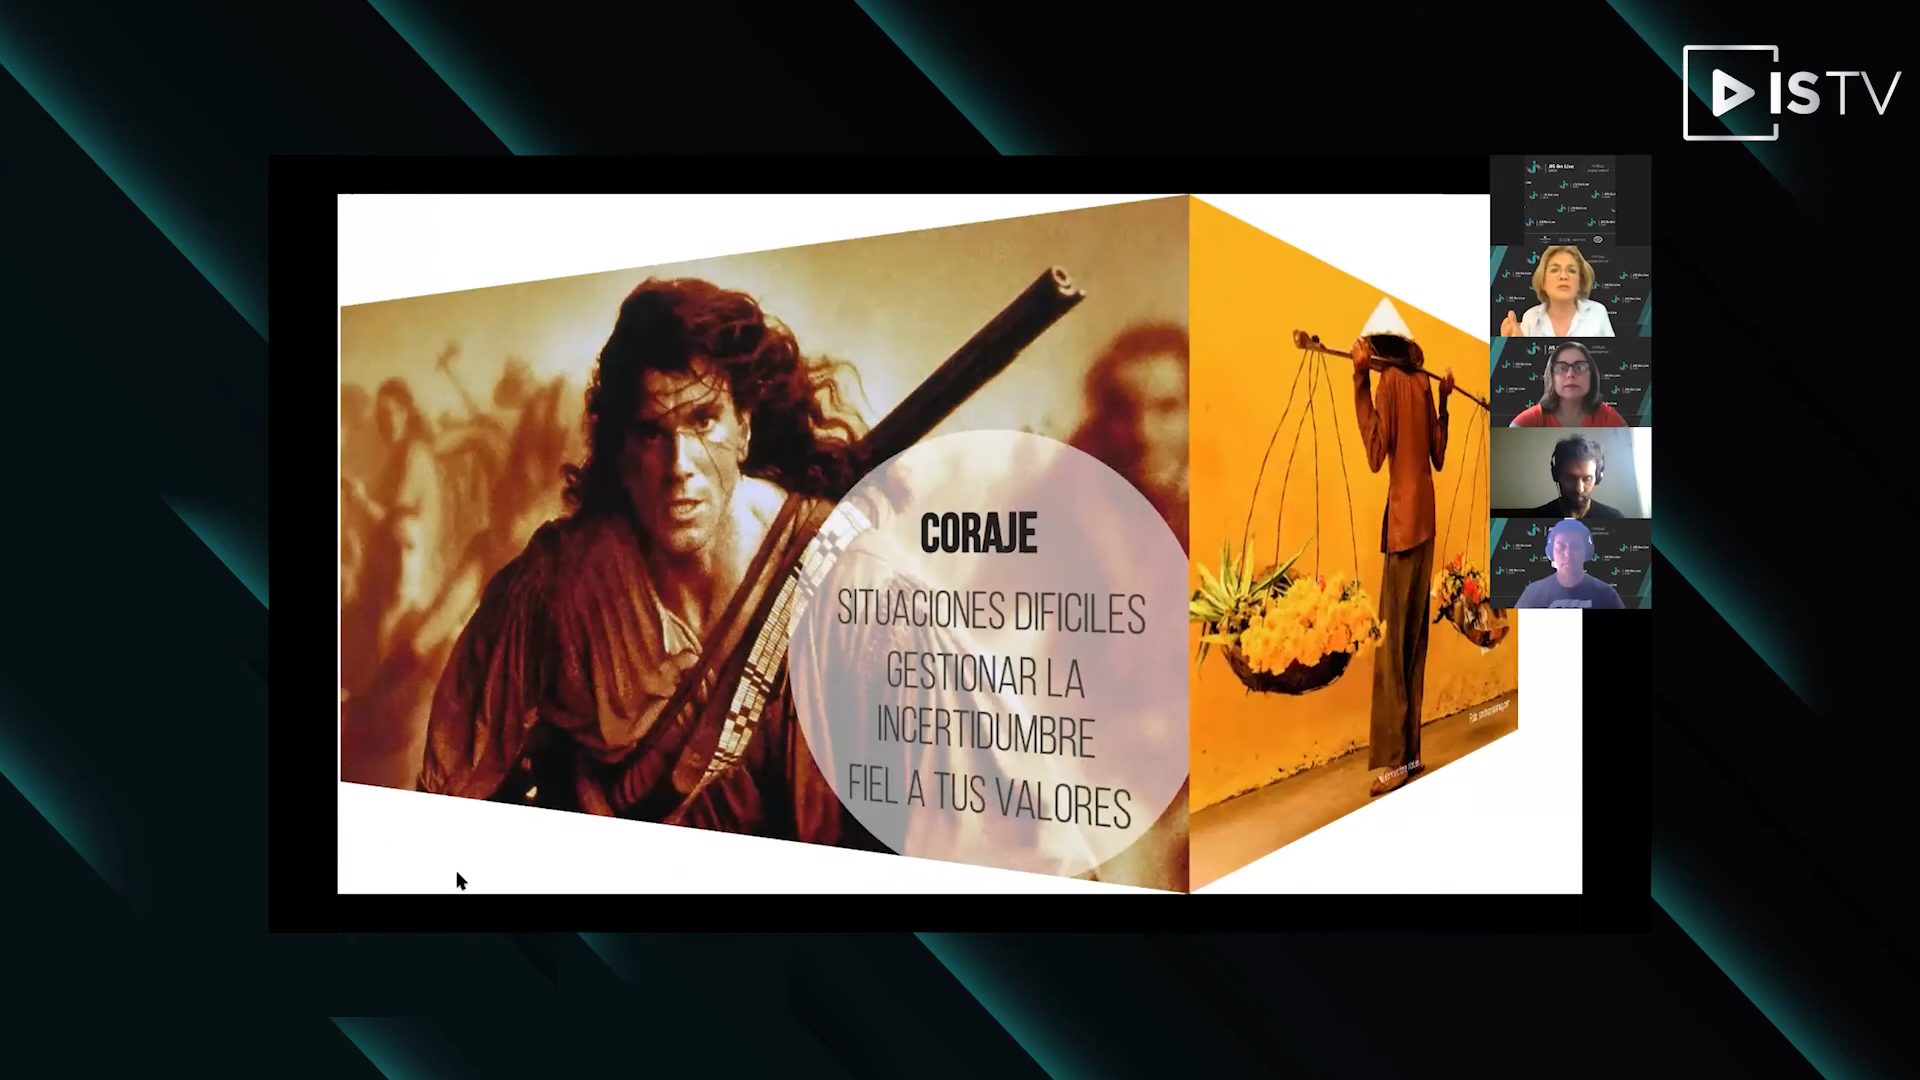 ISTV
CORAJE
SITUACIONES DIFICILES
GESTIONAR LA
INCERTIDUMBRE
FIEL A TUS VALORES